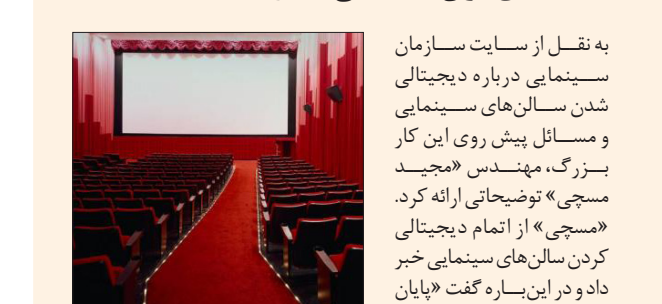 به نقل از سایت سازمان
سینمایی درباره دیجیتالی
شدن سالن‌های سینمایی
و مسائل پیش روی این کار
بزرگ، مهندس «مجید
مسچی» توضیحاتی ارائه کرد.
«مسچی» از اتمام دیجیتالی
کردن سالن‌های سینمایی خبر
داد و در این‌باره گفت «پایان